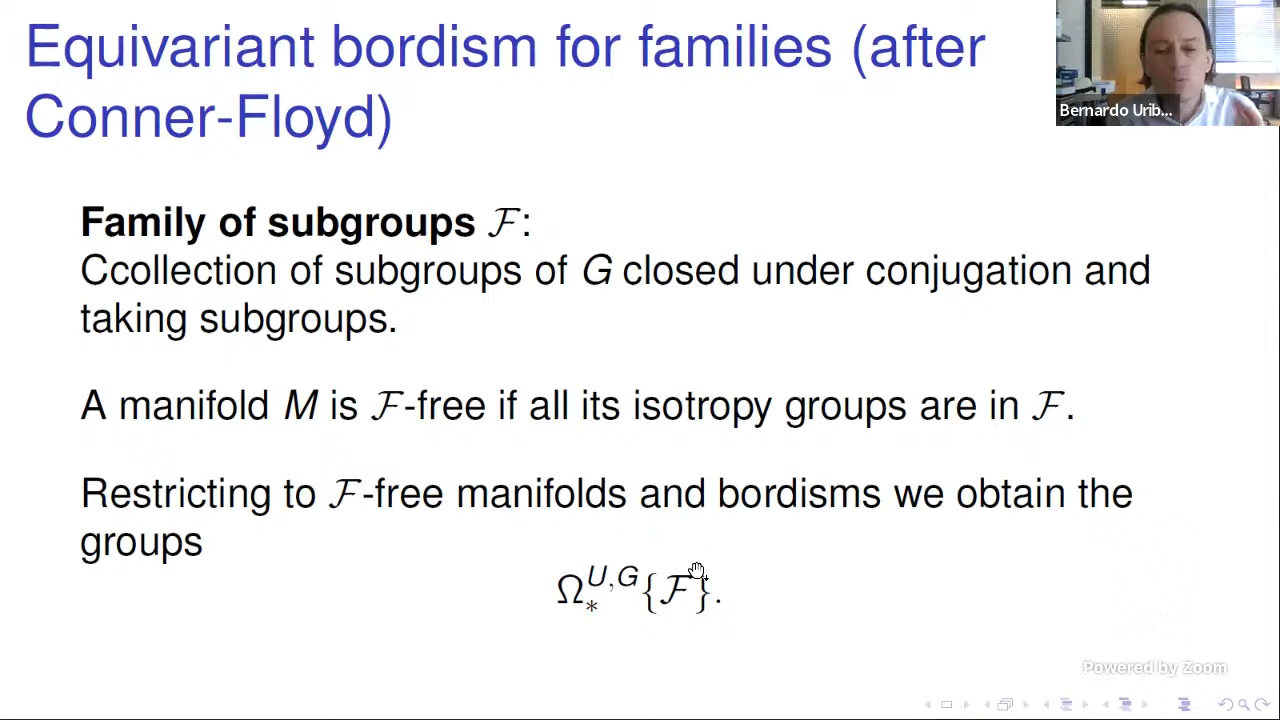 Equivariant bordism for families (after
Conner-Floyd)
Bernardo Urib...
Family of subgroups ℱ:
Ccollection of subgroups of G closed under conjugation and
taking subgroups.
A manifold M is ℱ-free if all its isotropy groups are in ℱ.
Restricting to ℱ-free manifolds and bordisms we obtain the
groups
Ω_*^{U,G}{ℱ}.
Powered by Zoom